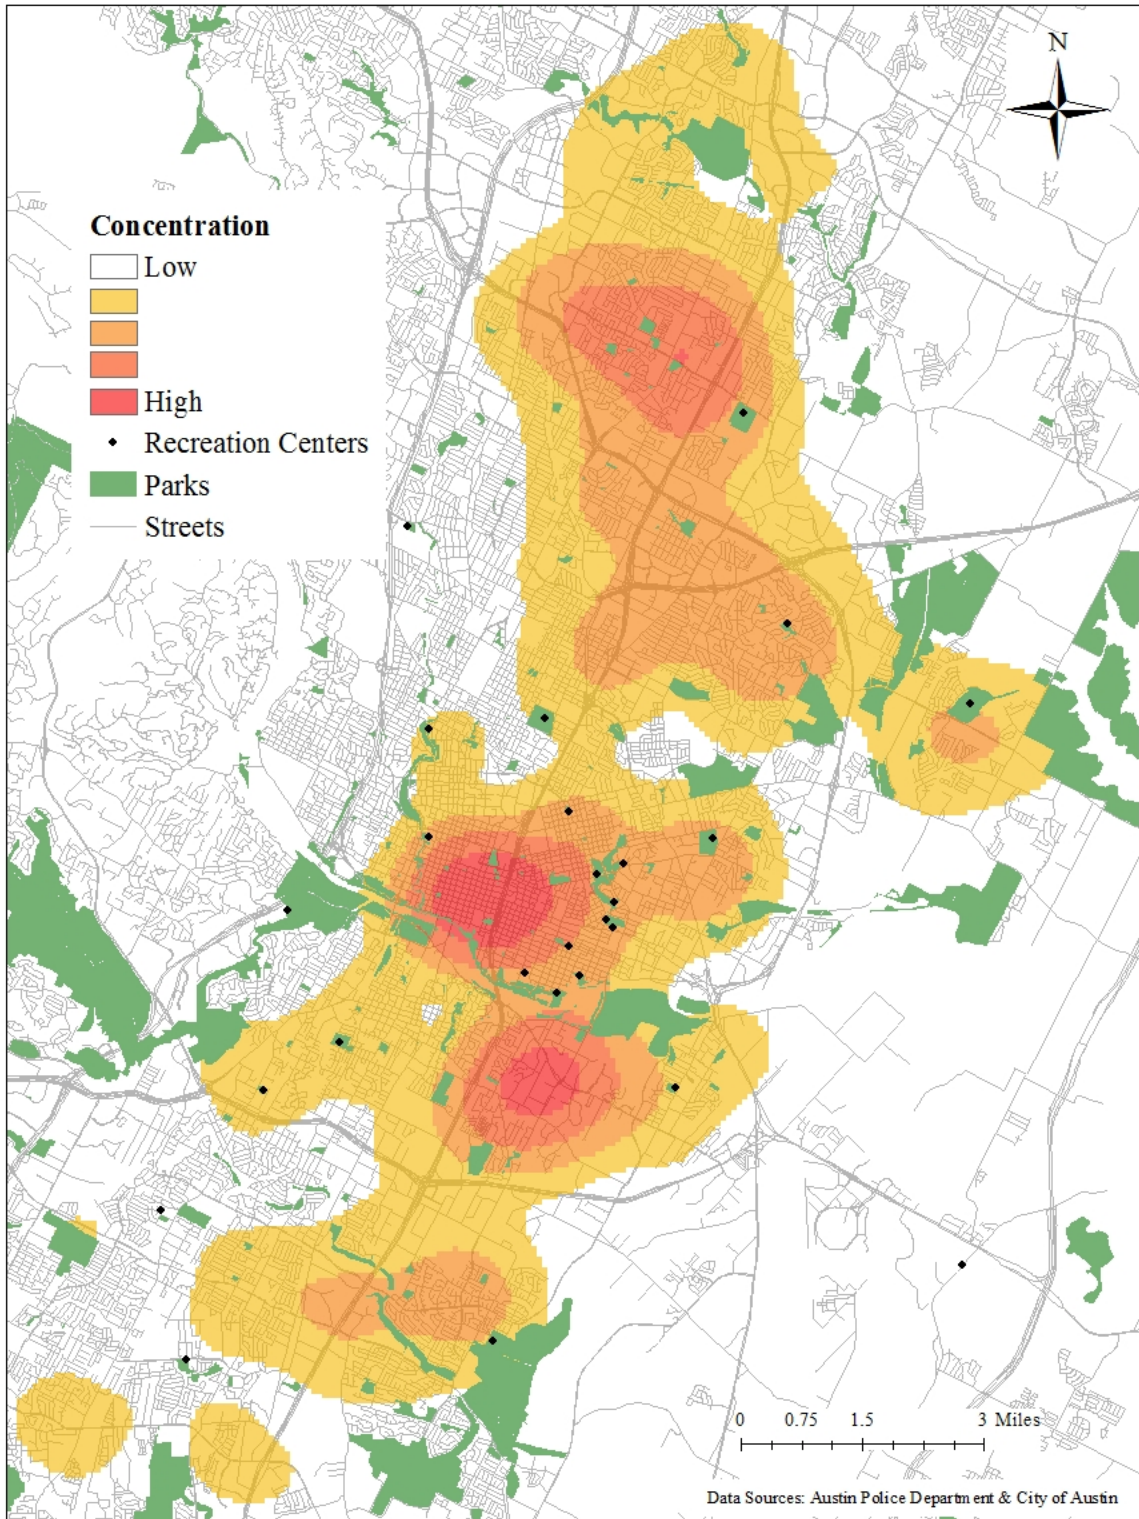 N
Concentration
Low
High
Recreation Centers
Parks
Streets
0 0.75 1.5 3 Miles
Data Sources: Austin Police Department & City of Austin